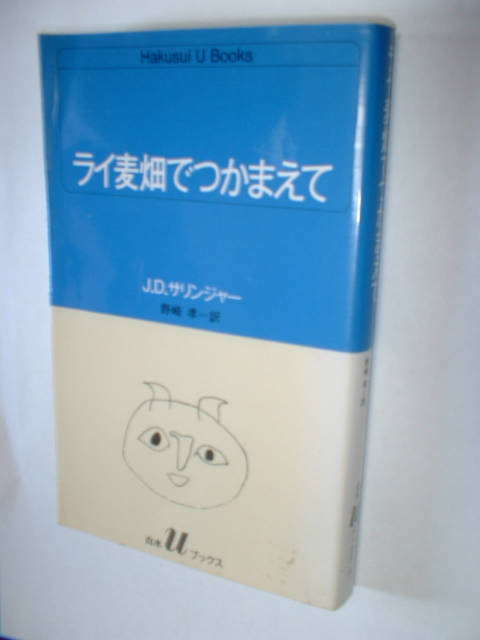 Hakusui U Books
ライ麦畑でつかまえて
J.D.サリンジャー
野崎 孝―訳
白水uブックス